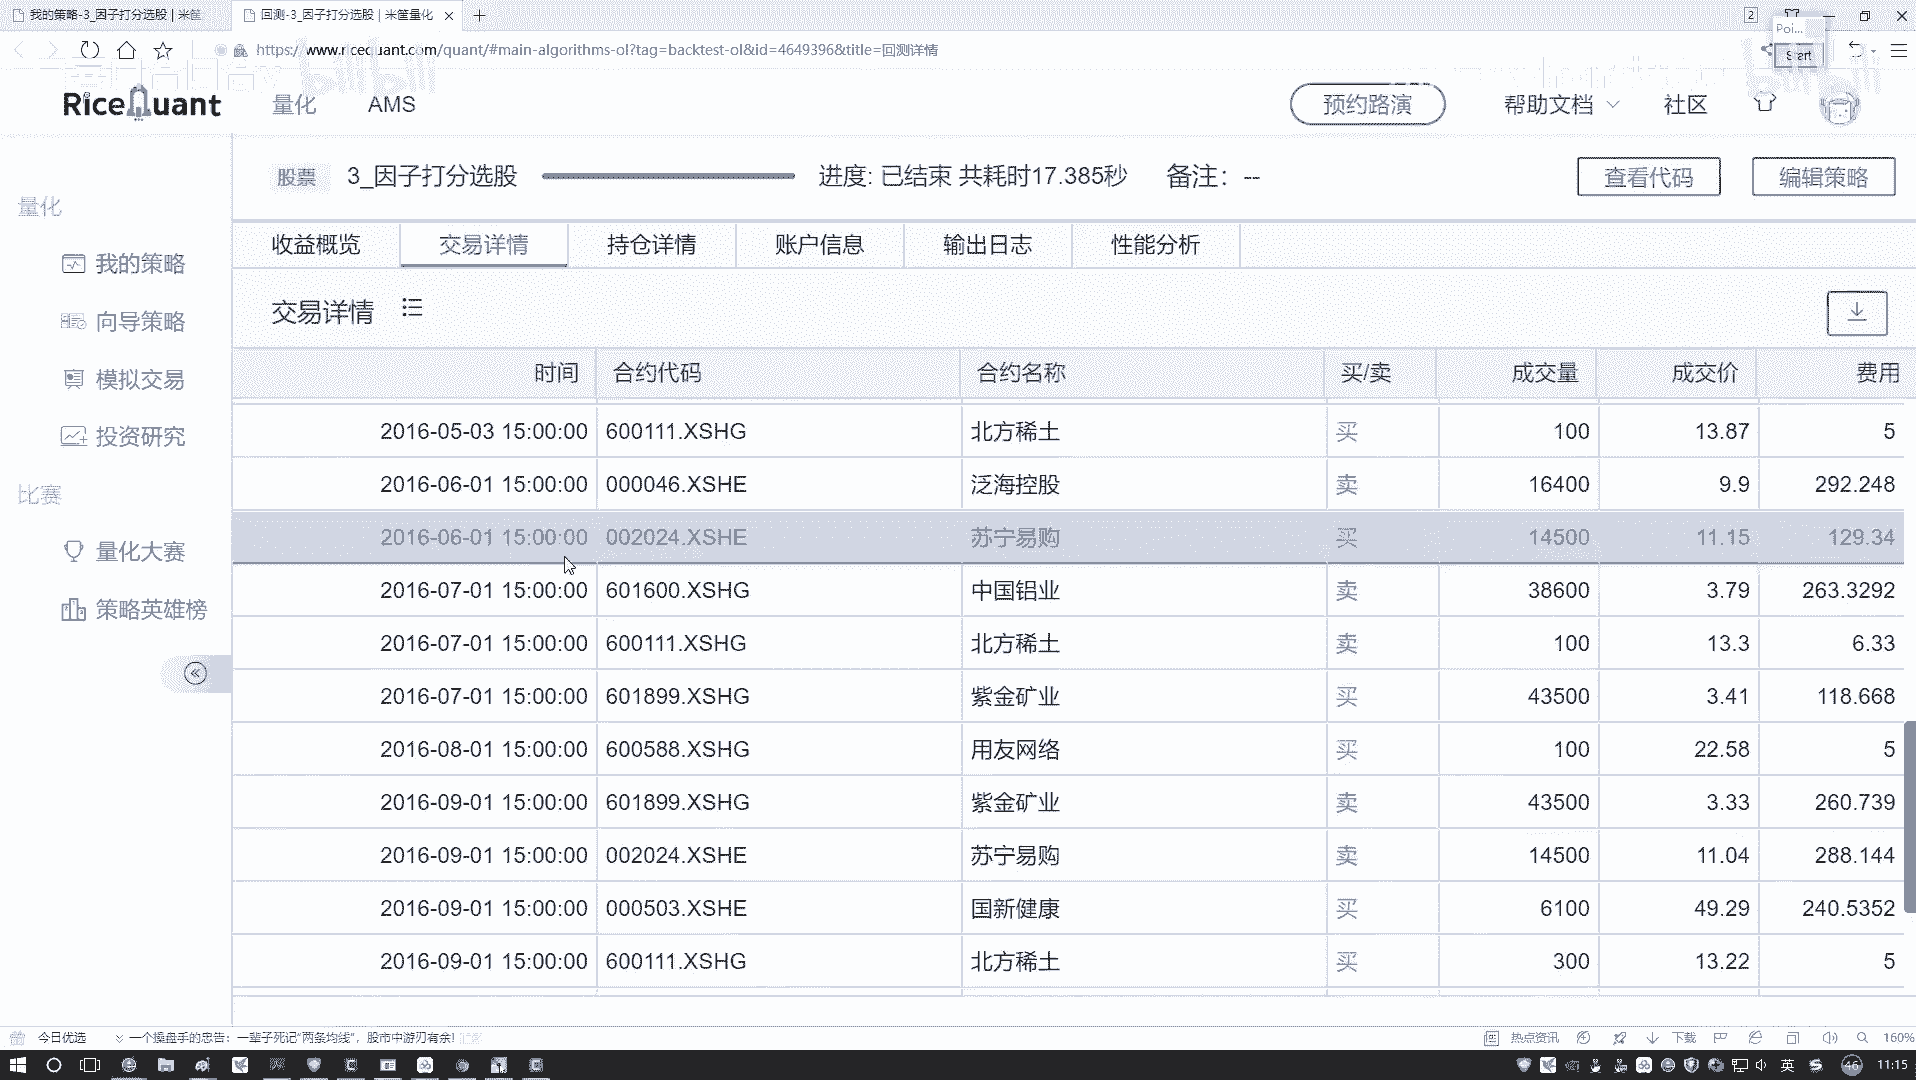 我的策略-3_因子打分选股 | 米筐 回测-3_因子打分选股 | 米筐量化 2
Poi...
https://www.ricequant.com/quant/#main-algorithms-ol?tag=backtest-ol&id=4649396&title=回测详情 Start
RiceQuant 量化 AMS 预约路演 帮助文档 社区
股票 3_因子打分选股 进度: 已结束 共耗时17.385秒 备注: -- 查看代码 编辑策略
量化
我的策略
向导策略
模拟交易
投资研究
比赛
量化大赛
策略英雄榜
收益概览 交易详情 持仓详情 账户信息 输出日志 性能分析
交易详情
时间 合约代码 合约名称 买/卖 成交量 成交价 费用
2016-05-03 15:00:00 600111.XSHG 北方稀土 买 100 13.87 5
2016-06-01 15:00:00 000046.XSHE 泛海控股 卖 16400 9.9 292.248
2016-06-01 15:00:00 002024.XSHE 苏宁易购 买 14500 11.15 129.34
2016-07-01 15:00:00 601600.XSHG 中国铝业 卖 38600 3.79 263.3292
2016-07-01 15:00:00 600111.XSHG 北方稀土 卖 100 13.3 6.33
2016-07-01 15:00:00 601899.XSHG 紫金矿业 买 43500 3.41 118.668
2016-08-01 15:00:00 600588.XSHG 用友网络 买 100 22.58 5
2016-09-01 15:00:00 601899.XSHG 紫金矿业 卖 43500 3.33 260.739
2016-09-01 15:00:00 002024.XSHE 苏宁易购 卖 14500 11.04 288.144
2016-09-01 15:00:00 000503.XSHE 国新健康 买 6100 49.29 240.5352
2016-09-01 15:00:00 600111.XSHG 北方稀土 买 300 13.22 5
今日优选 一个操盘手的忠告：一辈子死记“两条均线”，股市中游刃有余! 热点资讯 下载 160%
英 46 11:15